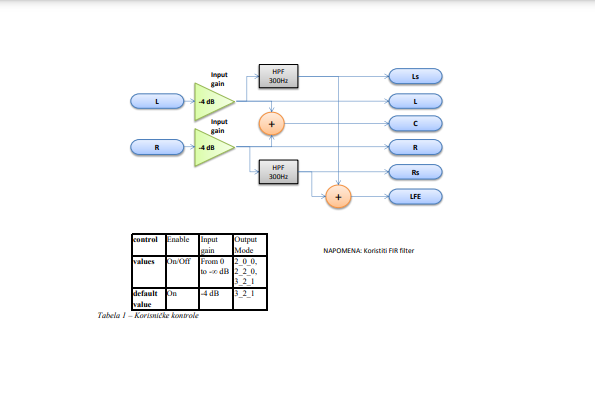 Input
gain
HPF
300Hz
Ls
L
-4 dB
L
Input
gain
+
C
R
-4 dB
R
HPF
300Hz
Rs
+
LFE
control Enable Input gain Output Mode
values On/Off From 0 to -∞ dB 2_0_0, 2_2_0, 3_2_1
default value On -4 dB 3_2_1
NAPOMENA: Koristiti FIR filter
Tabela 1 – Korisničke kontrole